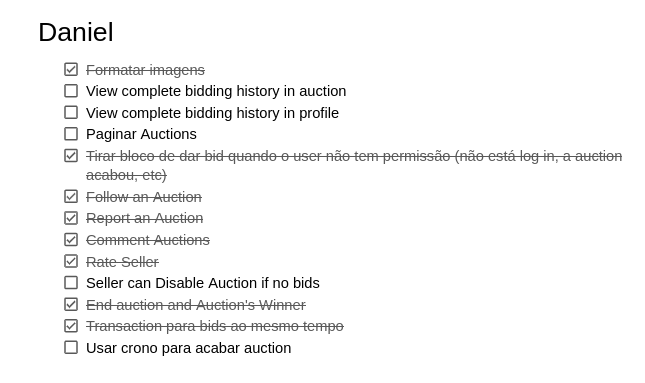 Daniel
Formatar imagens
View complete bidding history in auction
View complete bidding history in profile
Paginar Auctions
Tirar bloco de dar bid quando o user não tem permissão (não está log in, a auction
acabou, etc)
Follow an Auction
Report an Auction
Comment Auctions
Rate Seller
Seller can Disable Auction if no bids
End auction and Auction's Winner
Transaction para bids ao mesmo tempo
Usar crono para acabar auction